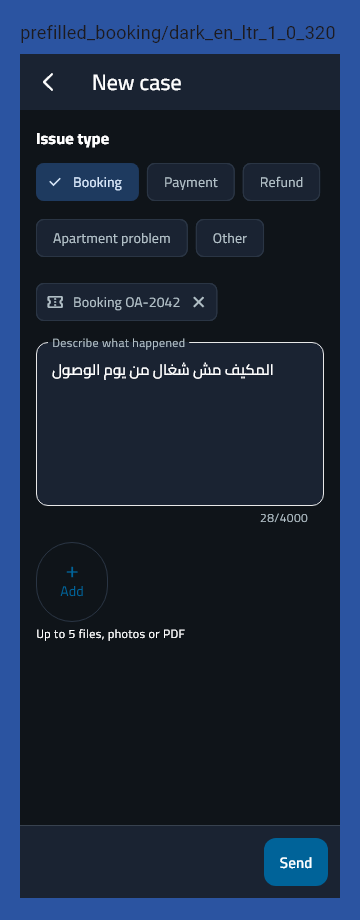 prefilled_booking/dark_en_ltr_1_0_320
New case
Issue type
Booking
Payment
Refund
Apartment problem
Other
Booking OA-2042
Describe what happened
المكيف مش شغال من يوم الوصول
28/4000
Add
Up to 5 files, photos or PDF
Send